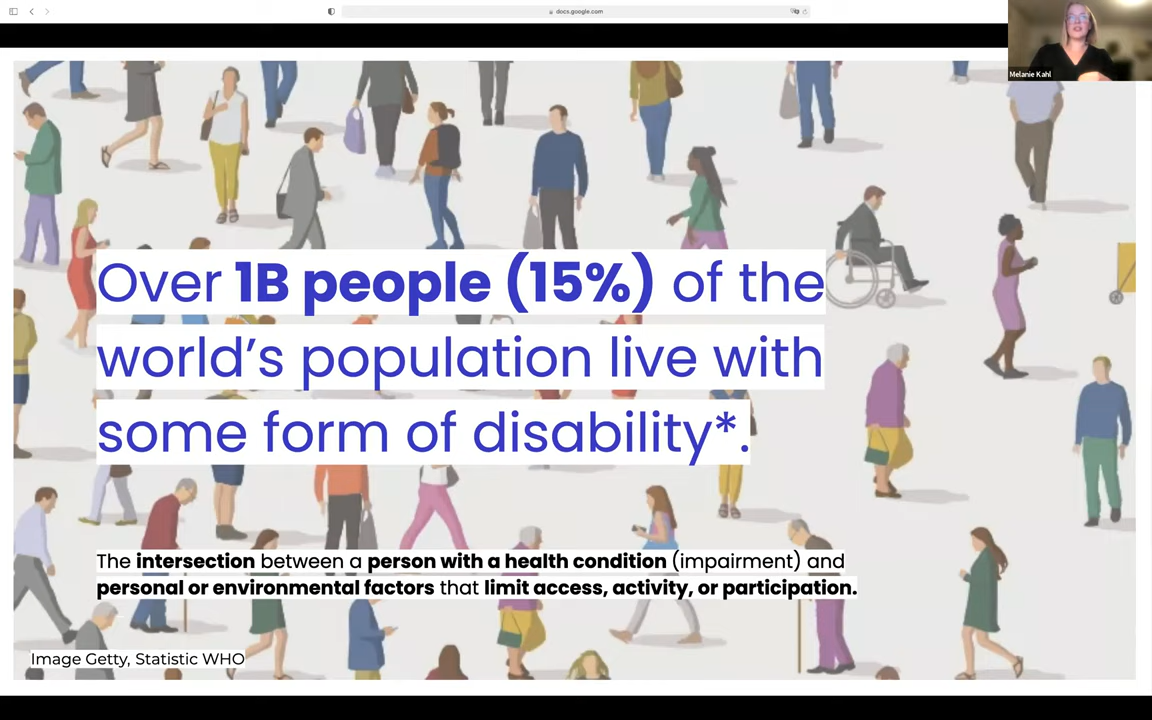 docs.google.com
Melanie Kahl
Over 1B people (15%) of the
world’s population live with
some form of disability*.
The intersection between a person with a health condition (impairment) and
personal or environmental factors that limit access, activity, or participation.
Image Getty, Statistic WHO